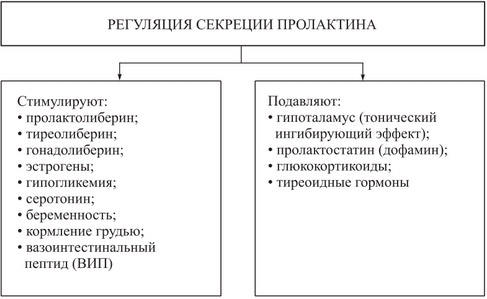 РЕГУЛЯЦИЯ СЕКРЕЦИИ ПРОЛАКТИНА
Стимулируют:
• пролактолиберин;
• тиреолиберин;
• гонадолиберин;
• эстрогены;
• гипогликемия;
• серотонин;
• беременность;
• кормление грудью;
• вазоинтестинальный
пептид (ВИП)
Подавляют:
• гипоталамус (тонический
ингибирующий эффект);
• пролактостатин (дофамин);
• глюкокортикоиды;
• тиреоидные гормоны